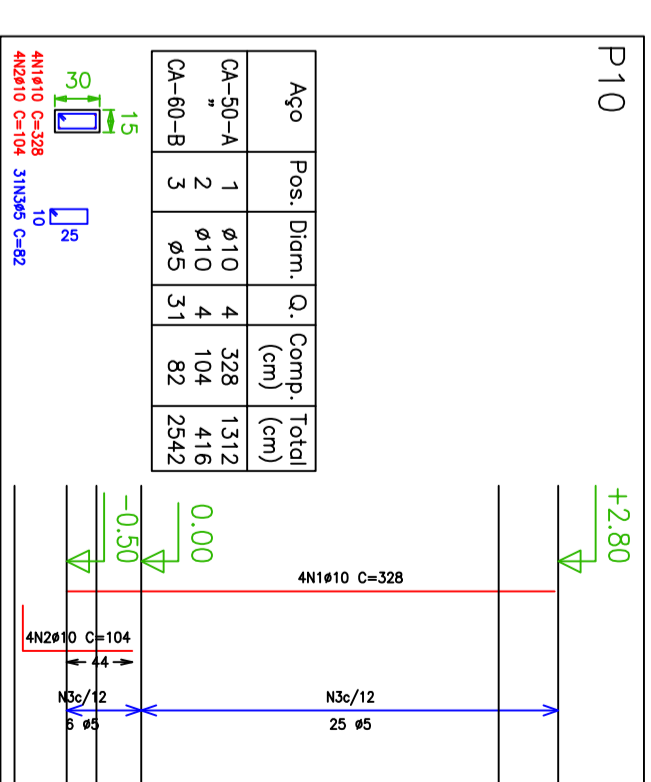 P10
Aço Pos. Diam. Q. Comp. (cm) Total (cm)
CA-50-A 1 ø10 4 328 1312
" 2 ø10 4 104 416
CA-60-B 3 ø5 31 82 2542
30
15
4N1ø10 C=328
4N2ø10 C=104
25
10
31N3ø5 C=82
+2.80
0.00
-0.50
4N1ø10 C=328
4N2ø10 C=104
44
N3c/12
6 ø5
N3c/12
25 ø5